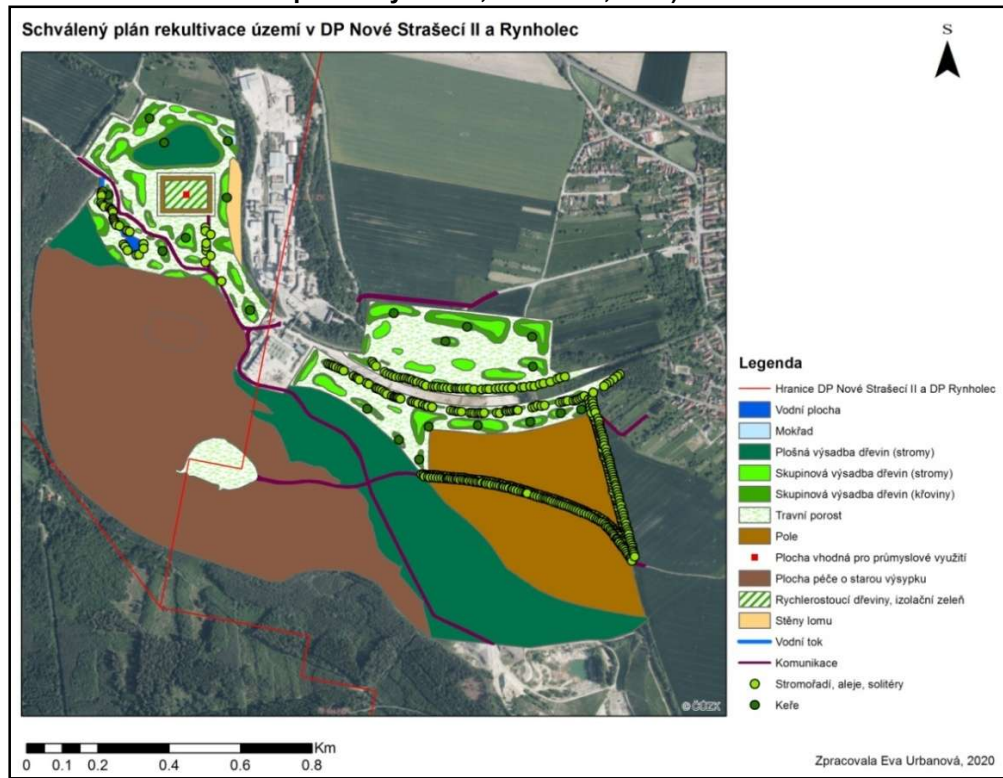 Schválený plán rekultivace území v DP Nové Strašecí II a Rynholec
S
Legenda
Hranice DP Nové Strašecí II a DP Rynholec
Vodní plocha
Mokřad
Plošná výsadba dřevin (stromy)
Skupinová výsadba dřevin (stromy)
Skupinová výsadba dřevin (křoviny)
Travní porost
Pole
Plocha vhodná pro průmyslové využití
Plocha péče o starou výsypku
Rychlerostoucí dřeviny, izolační zeleň
Stěny lomu
Vodní tok
Komunikace
Stromořadí, aleje, solitéry
Keře
© ČÚZK
Km
0 0.1 0.2 0.4 0.6 0.8
Zpracovala Eva Urbanová, 2020